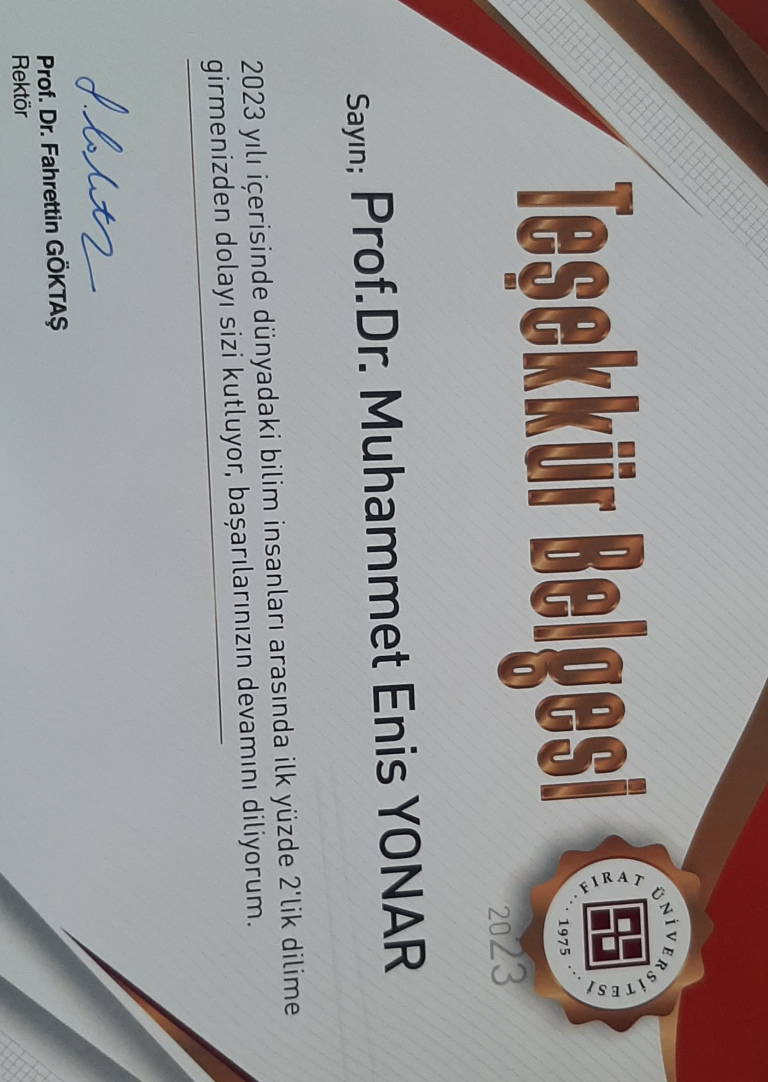 Teşekkür Belgesi
FIRAT ÜNİVERSİTESİ
... 1975 ...
2023
Sayın; Prof.Dr. Muhammet Enis YONAR
2023 yılı içerisinde dünyadaki bilim insanları arasında ilk yüzde 2'lik dilime
girmenizden dolayı sizi kutluyor, başarılarınızın devamını diliyorum.
Prof. Dr. Fahrettin GÖKTAŞ
Rektör